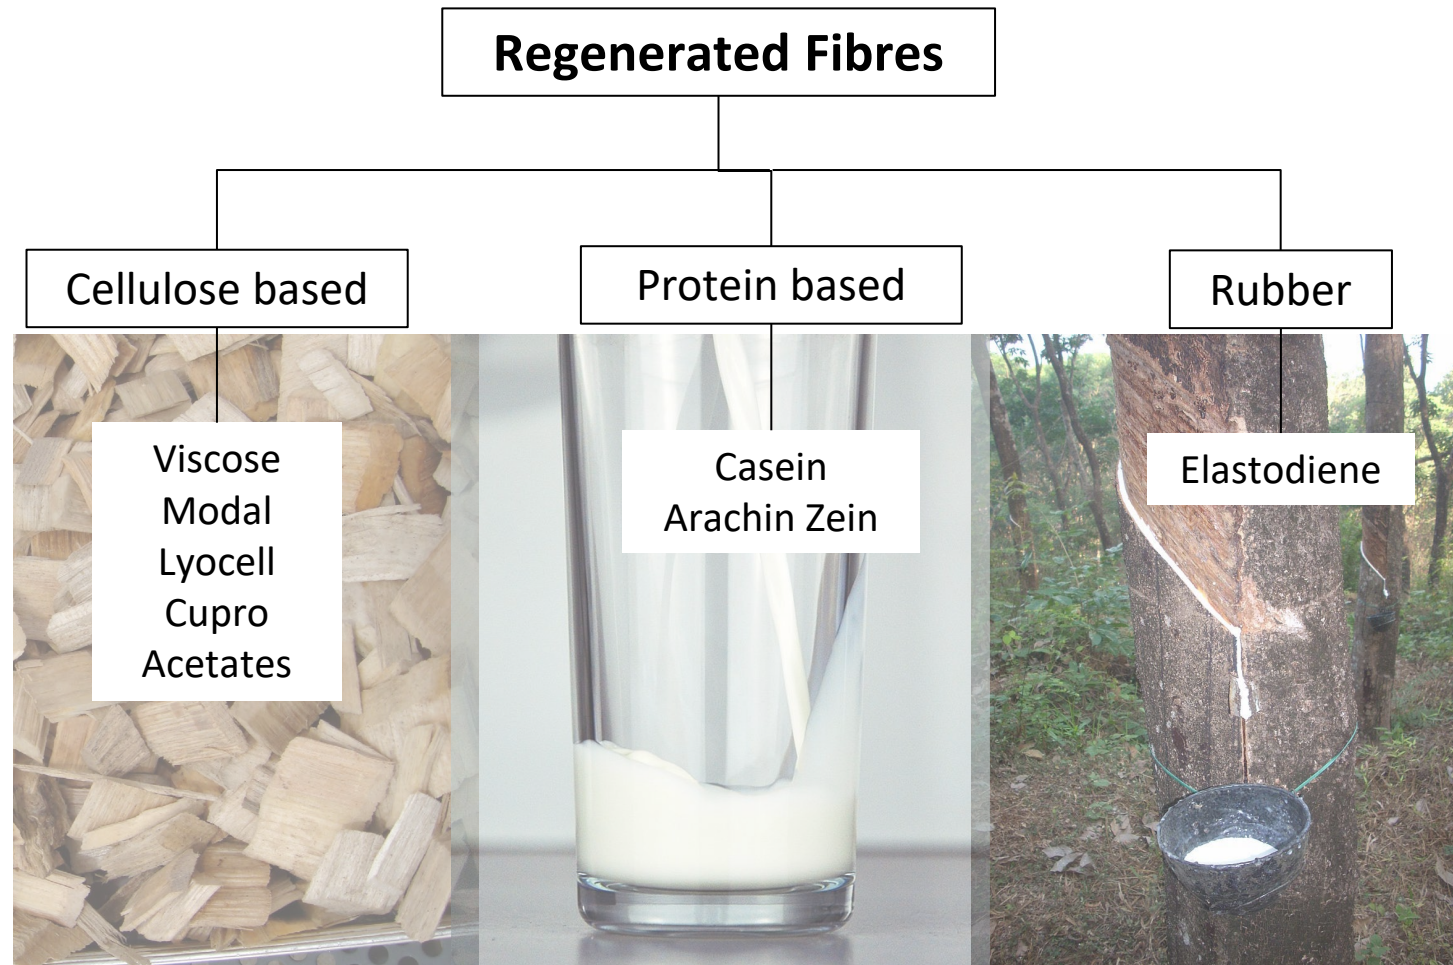 Regenerated Fibres
Cellulose based
Protein based
Rubber
Viscose
Modal
Lyocell
Cupro
Acetates
Casein
Arachin Zein
Elastodiene